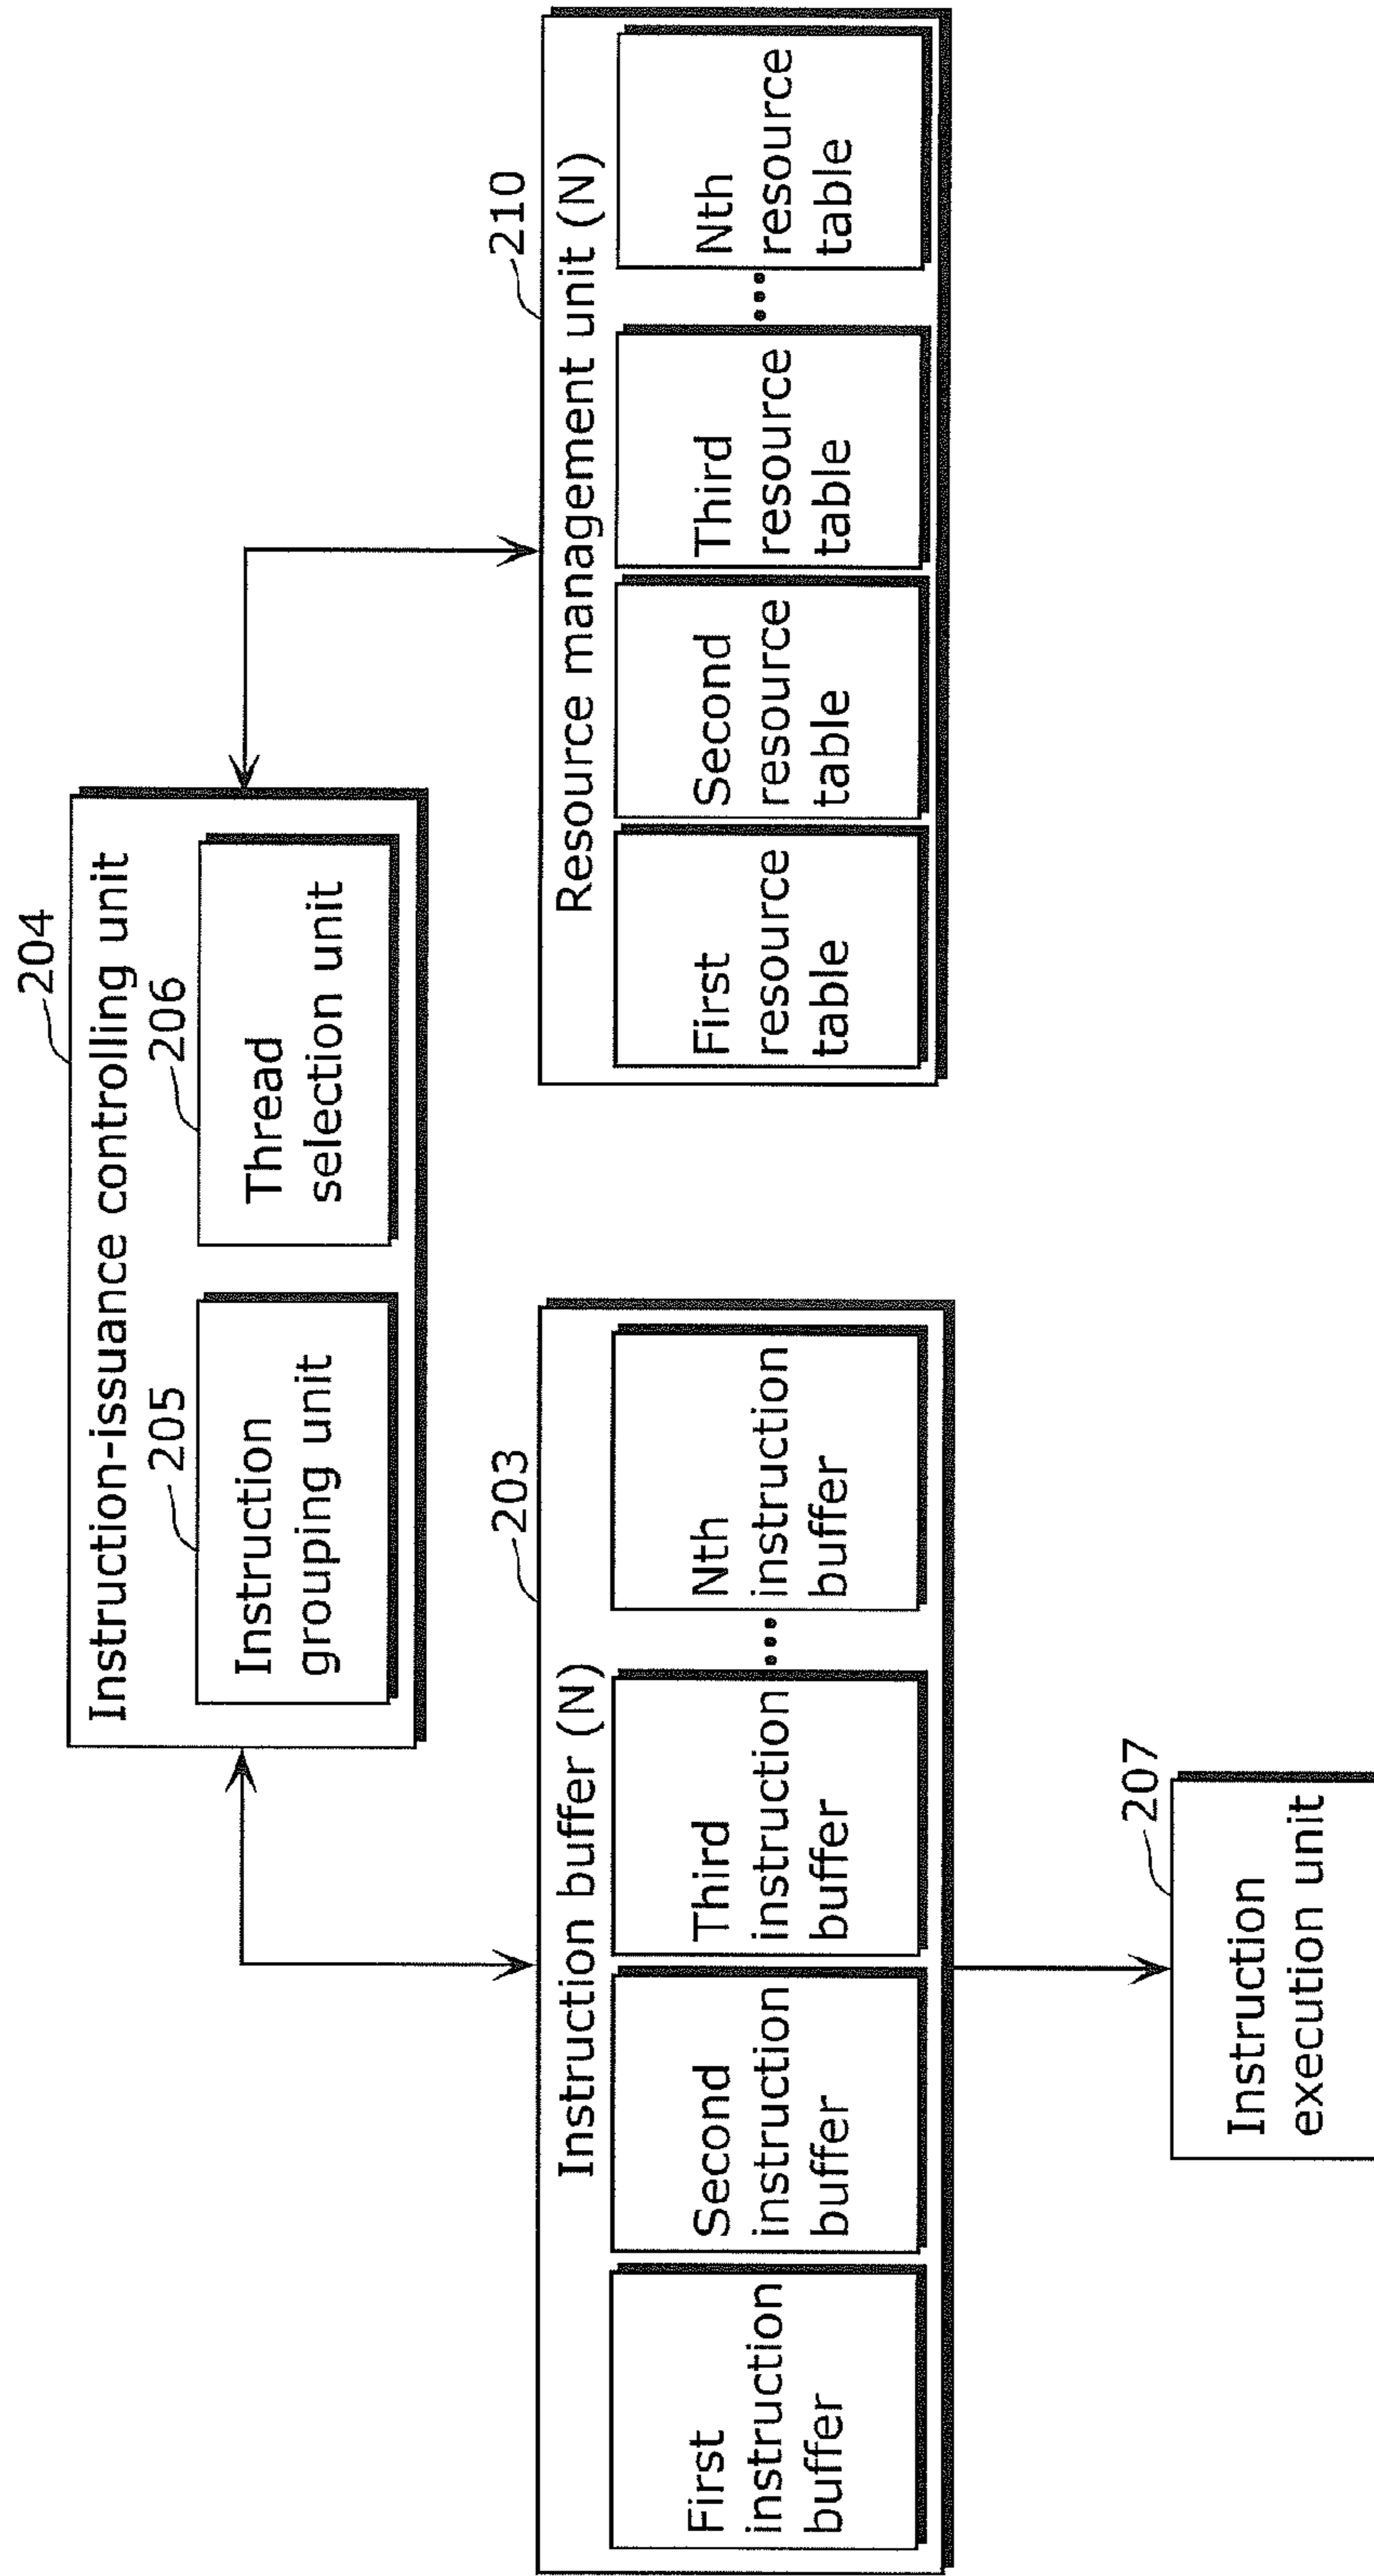 204
Instruction-issuance controlling unit
205
206
Instruction
grouping unit
Thread
selection unit
203
Instruction buffer (N)
First
instruction
buffer
Second
instruction
buffer
Third
instruction
buffer
...
Nth
instruction
buffer
210
Resource management unit (N)
First
resource
table
Second
resource
table
Third
resource
table
...
Nth
resource
table
207
Instruction
execution unit